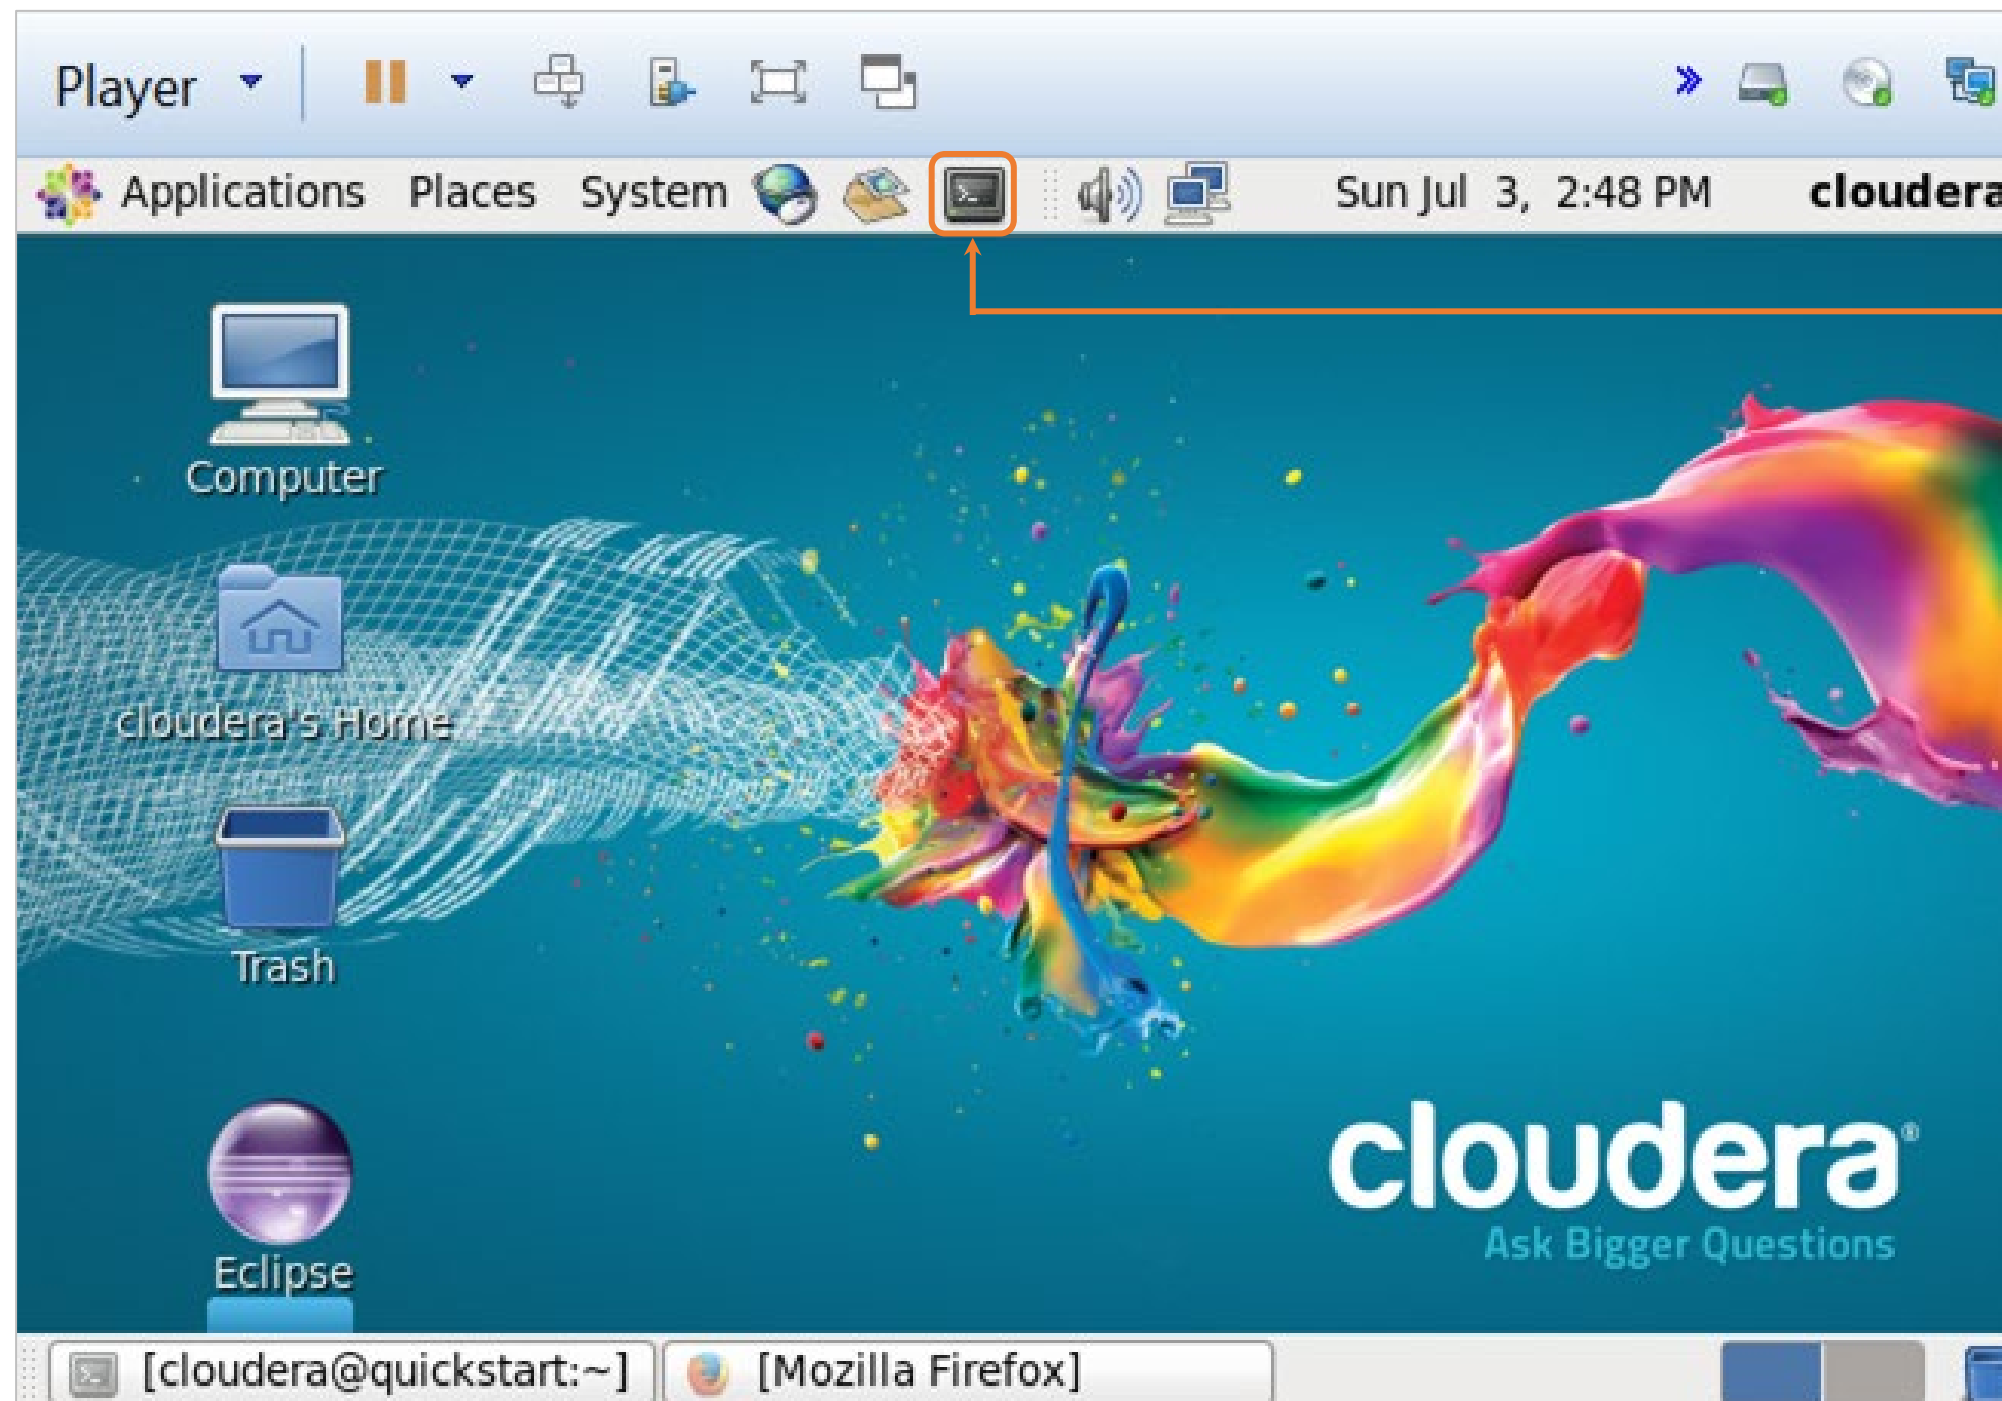 Player
Applications Places System Sun Jul 3, 2:48 PM cloudera
Computer
cloudera's Home
Trash
Eclipse
cloudera®
Ask Bigger Questions
[cloudera@quickstart:~] [Mozilla Firefox]